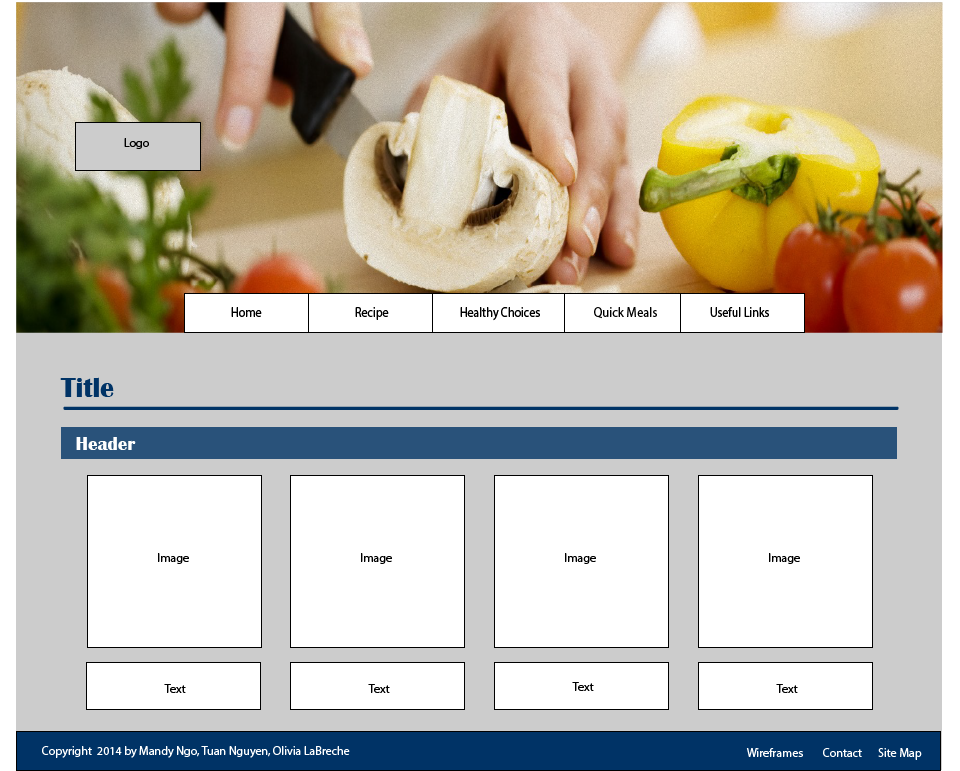 Logo
Home Recipe Healthy Choices Quick Meals Useful Links
Title
Header
Image Image Image Image
Text Text Text Text
Copyright 2014 by Mandy Ngo, Tuan Nguyen, Olivia LaBreche Wireframes Contact Site Map